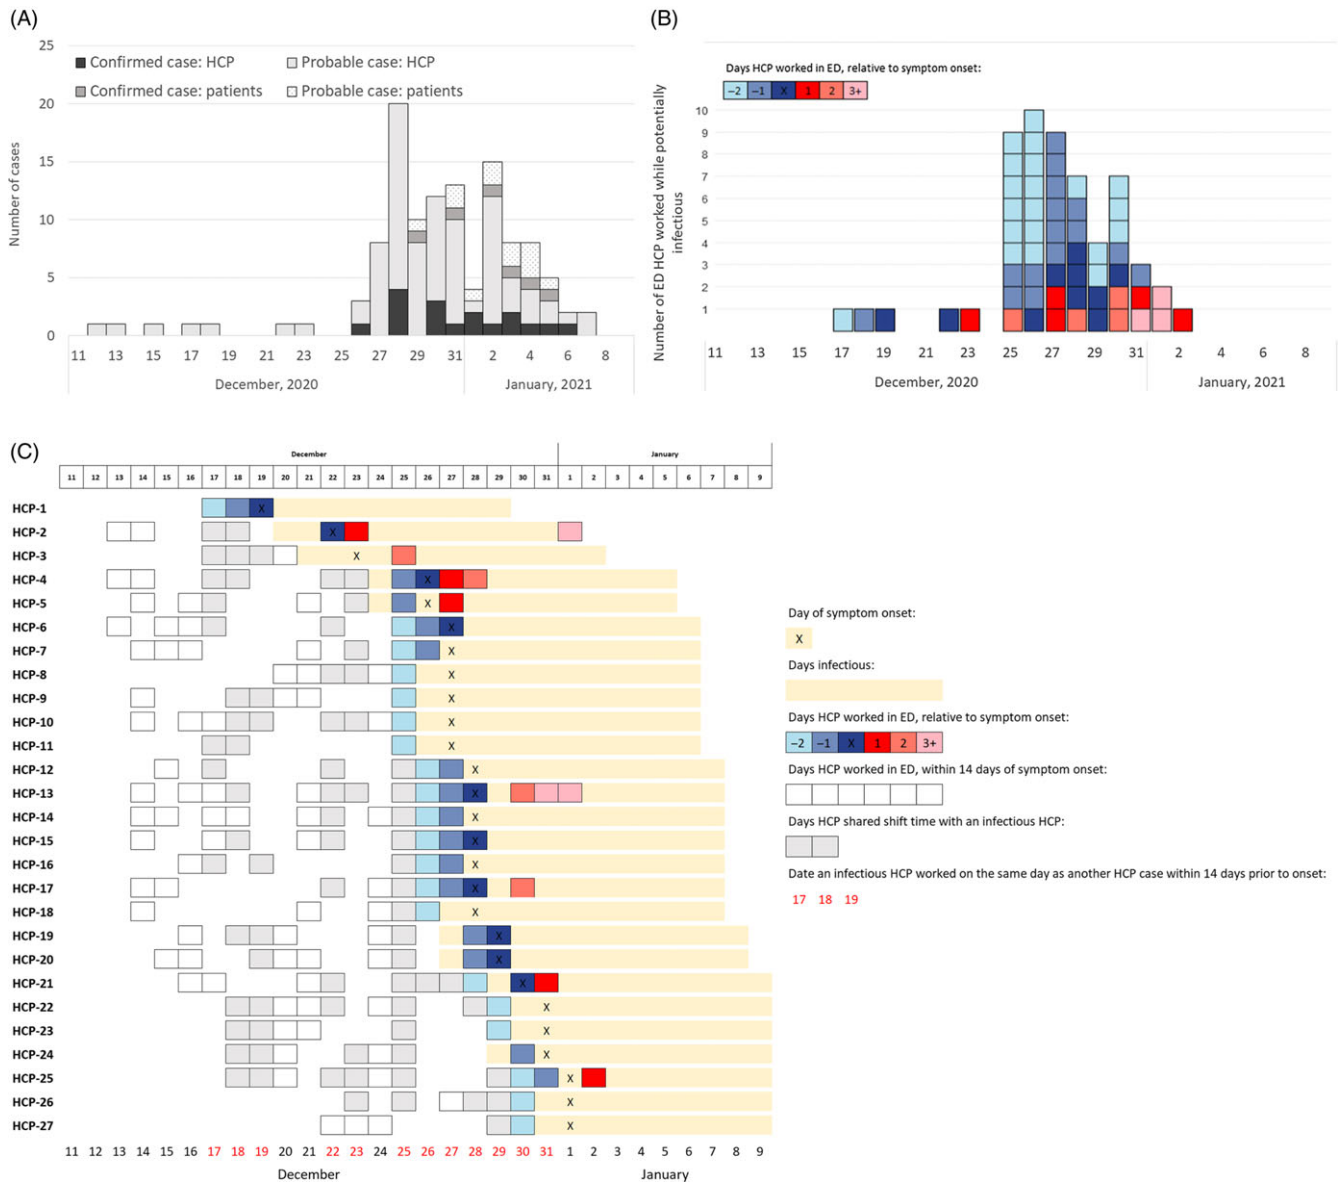 (A)
25
20
15
10
5
0
Number of cases
Confirmed case: HCP
Probable case: HCP
Confirmed case: patients
Probable case: patients
11 13 15 17 19 21 23 25 27 29 31 2 4 6 8
December, 2020
January, 2021
(B)
Number of ED HCP worked while potentially
infectious
Days HCP worked in ED, relative to symptom onset:
–2 –1 X 1 2 3+
10
9
8
7
6
5
4
3
2
1
11 13 15 17 19 21 23 25 27 29 31 2 4 6 8
December, 2020
January, 2021
(C)
December
January
11 12 13 14 15 16 17 18 19 20 21 22 23 24 25 26 27 28 29 30 31 1 2 3 4 5 6 7 8 9
HCP-1 X
HCP-2 X
HCP-3 X
HCP-4 X
HCP-5 X
HCP-6 X
HCP-7 X
HCP-8 X
HCP-9 X
HCP-10 X
HCP-11 X
HCP-12 X
HCP-13 X
HCP-14 X
HCP-15 X
HCP-16 X
HCP-17 X
HCP-18 X
HCP-19 X
HCP-20 X
HCP-21 X
HCP-22 X
HCP-23 X
HCP-24 X
HCP-25 X
HCP-26 X
HCP-27 X
11 12 13 14 15 16 17 18 19 20 21 22 23 24 25 26 27 28 29 30 31 1 2 3 4 5 6 7 8 9
December
January
Day of symptom onset:
X
Days infectious:
Days HCP worked in ED, relative to symptom onset:
–2 –1 X 1 2 3+
Days HCP worked in ED, within 14 days of symptom onset:
Days HCP shared shift time with an infectious HCP:
Date an infectious HCP worked on the same day as another HCP case within 14 days prior to onset:
17 18 19